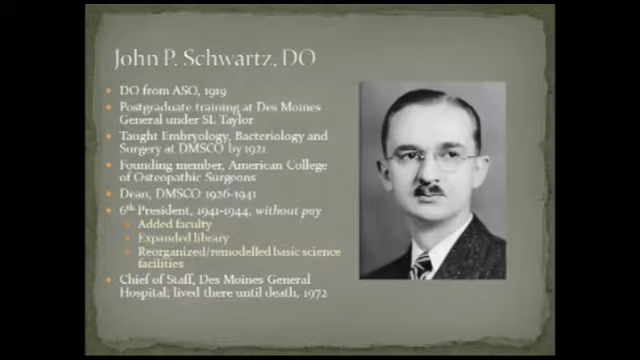 John P. Schwartz, DO
DO from ASO, 1919
Postgraduate training at Des Moines
General under SL Taylor
Taught Embryology, Bacteriology and
Surgery at DMSCO by 1921
Founding member, American College
of Osteopathic Surgeons
Dean, DMSCO 1926-1941
6th President, 1941-1944, without pay
Added faculty
Expanded library
Reorganized/remodelled basic science
facilities
Chief of Staff, Des Moines General
Hospital; lived there until death, 1972